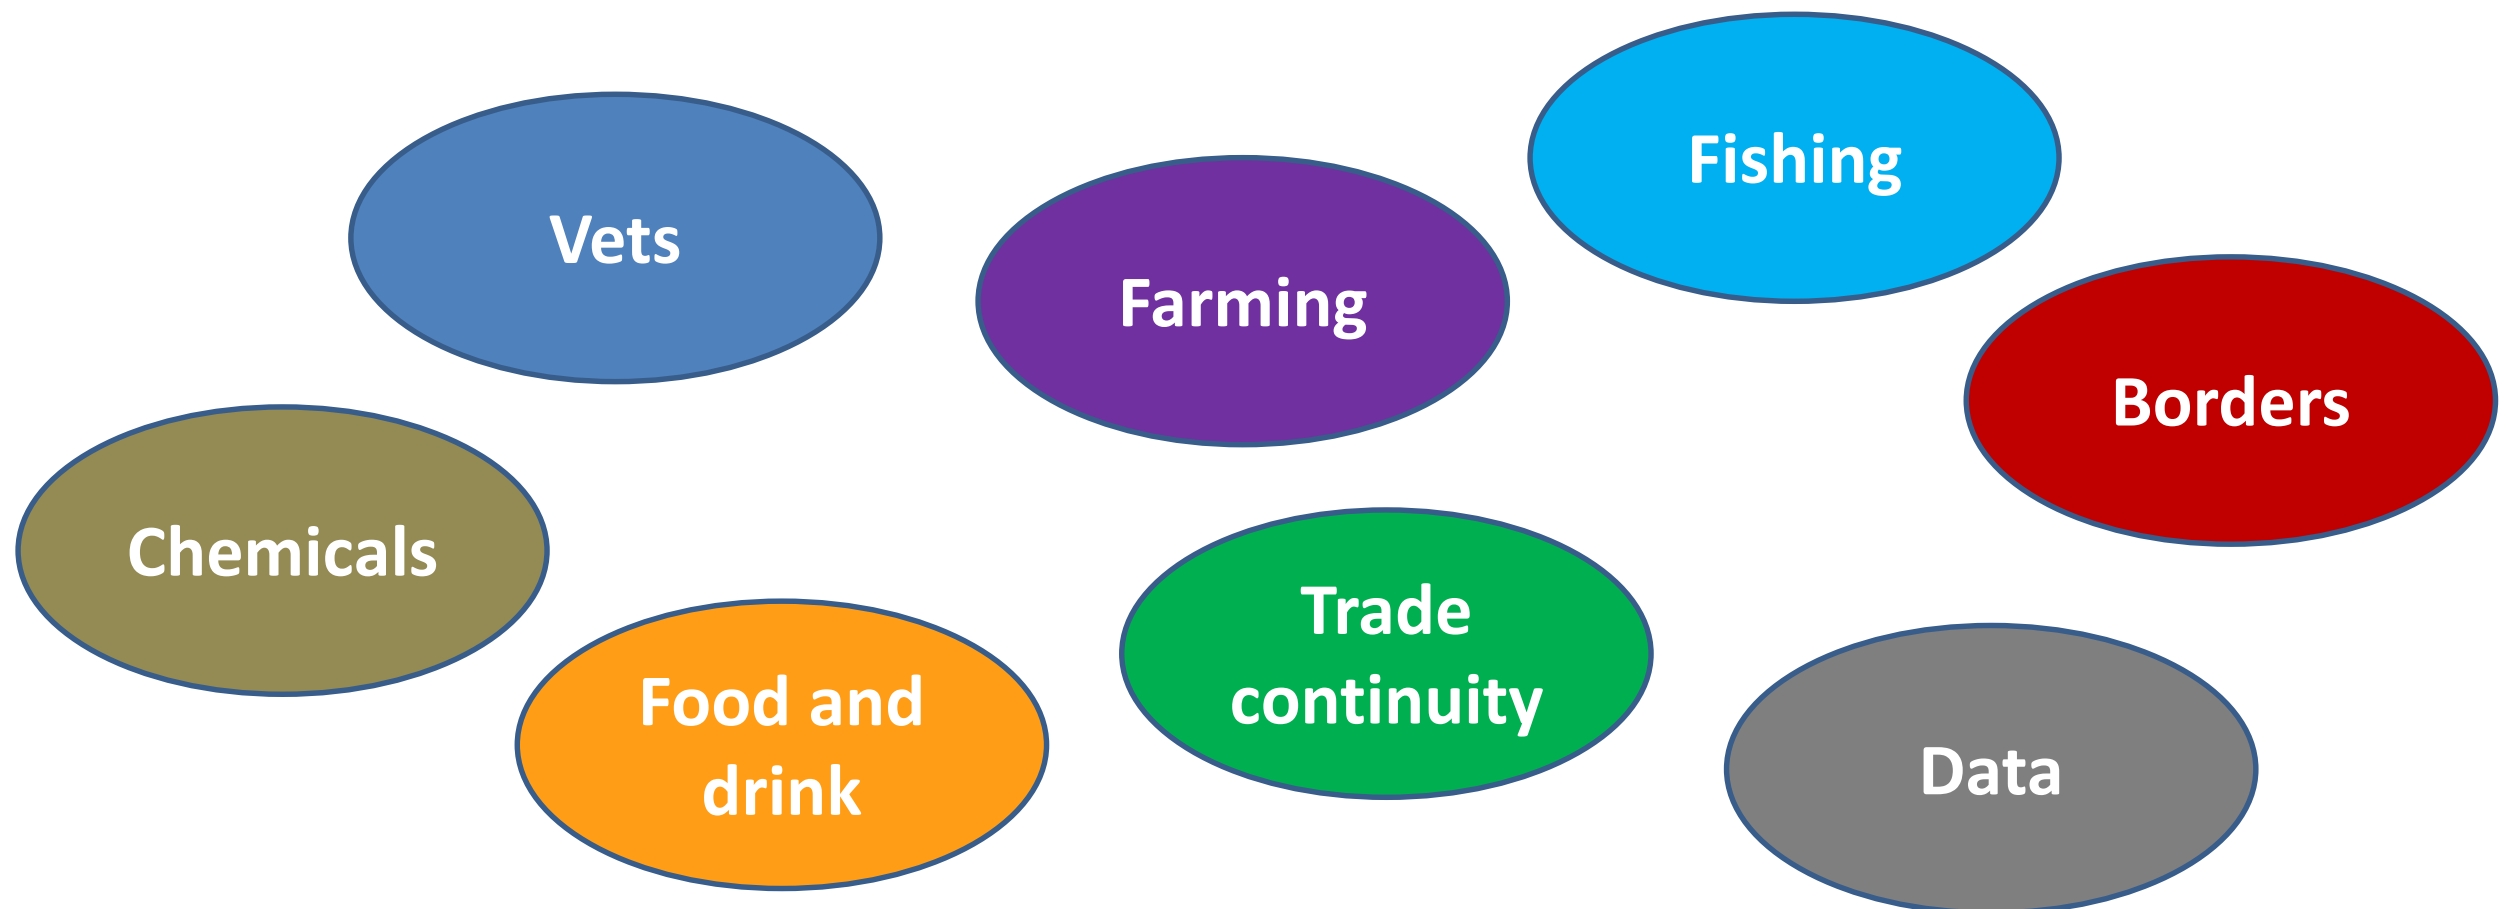 Fishing
Vets
Farming
Borders
Chemicals
Trade
continuity
Food and
drink
Data